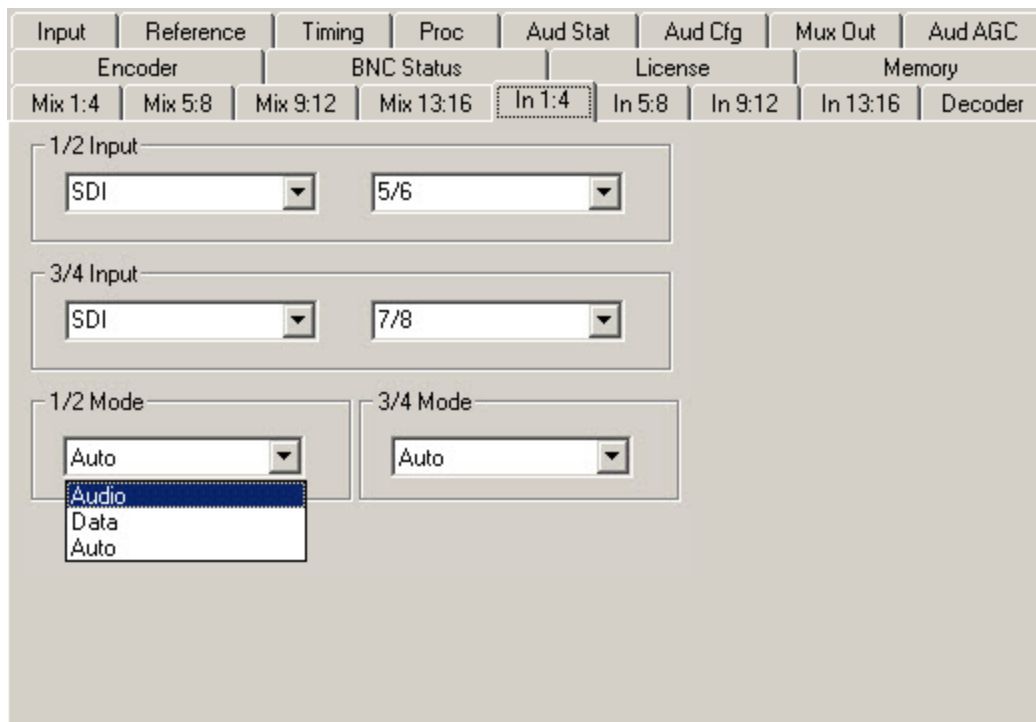 Input Reference Timing Proc Aud Stat Aud Cfg Mux Out Aud AGC
Encoder BNC Status License Memory
Mix 1:4 Mix 5:8 Mix 9:12 Mix 13:16 In 1:4 In 5:8 In 9:12 In 13:16 Decoder
1/2 Input
SDI 5/6
3/4 Input
SDI 7/8
1/2 Mode 3/4 Mode
Auto Auto
Audio
Data
Auto